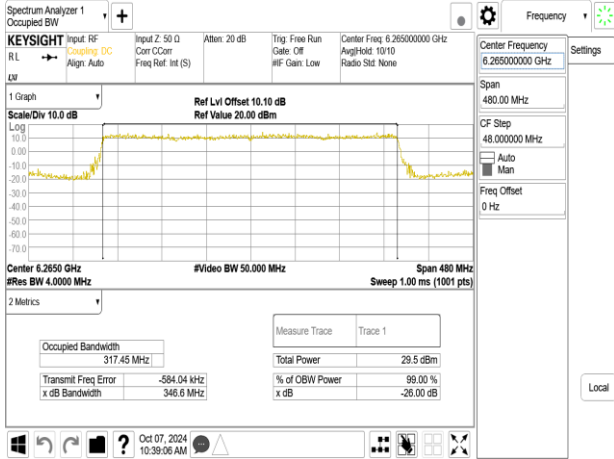 Spectrum Analyzer 1
Occupied BW
+
Frequency
Settings
KEYSIGHT
RL
Input: RF
Coupling: DC
Align: Auto
Input Z: 50 Ω
Corr CCorr
Freq Ref: Int (S)
Atten: 20 dB
Trig: Free Run
Gate: Off
#IF Gain: Low
Center Freq: 6.265000000 GHz
Avg|Hold: 10/10
Radio Std: None
Center Frequency
6.265000000 GHz
Span
480.00 MHz
CF Step
48.000000 MHz
Auto
Man
Freq Offset
0 Hz
1 Graph
Scale/Div 10.0 dB
Ref Lvl Offset 10.10 dB
Ref Value 20.00 dBm
Log
10.0
0.00
-10.0
-20.0
-30.0
-40.0
-50.0
-60.0
-70.0
Center 6.2650 GHz
#Video BW 50.000 MHz
Span 480 MHz
#Res BW 4.0000 MHz
Sweep 1.00 ms (1001 pts)
2 Metrics
Measure Trace
Trace 1
Occupied Bandwidth
317.45 MHz
Total Power
29.5 dBm
Transmit Freq Error
-584.04 kHz
% of OBW Power
99.00 %
x dB Bandwidth
346.6 MHz
x dB
-26.00 dB
Local
?
Oct 07, 2024
10:39:06 AM